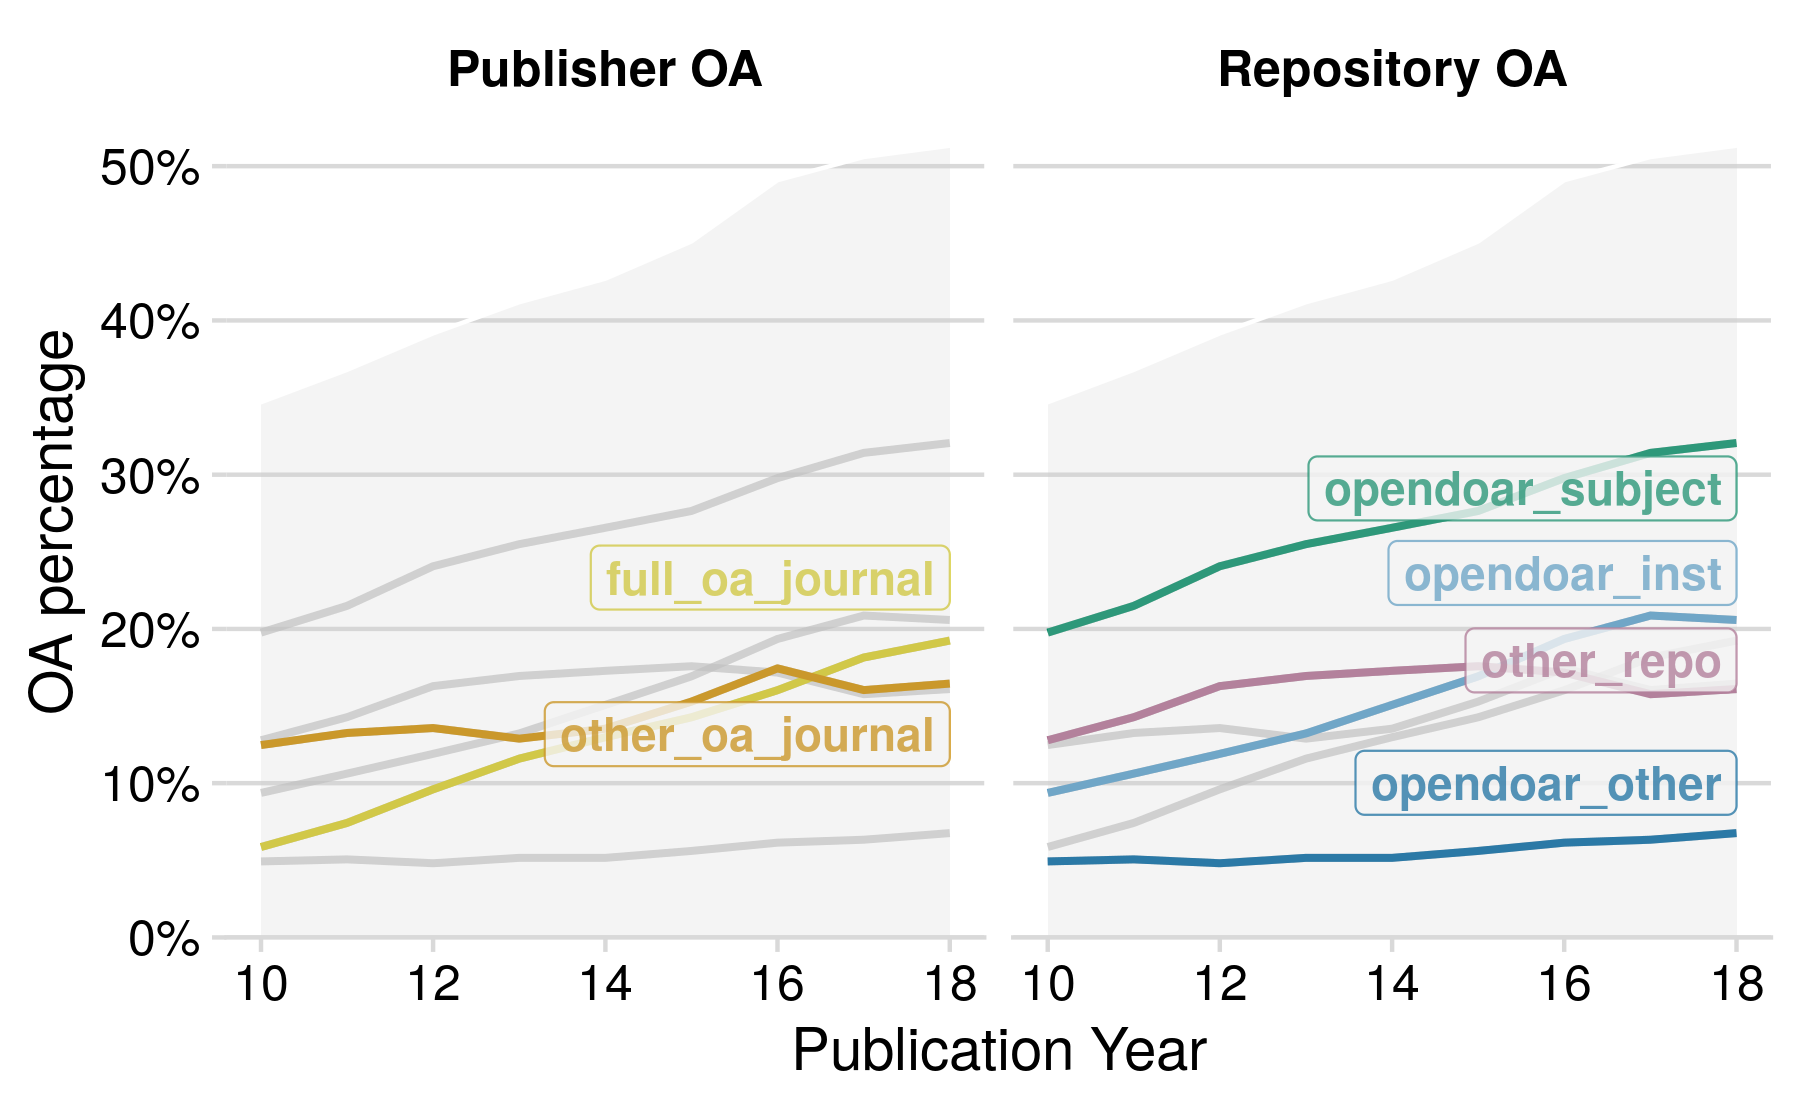 Publisher OA
Repository OA
OA percentage
50%
40%
30%
20%
10%
0%
full_oa_journal
other_oa_journal
opendoar_subject
opendoar_inst
other_repo
opendoar_other
10 12 14 16 18
10 12 14 16 18
Publication Year